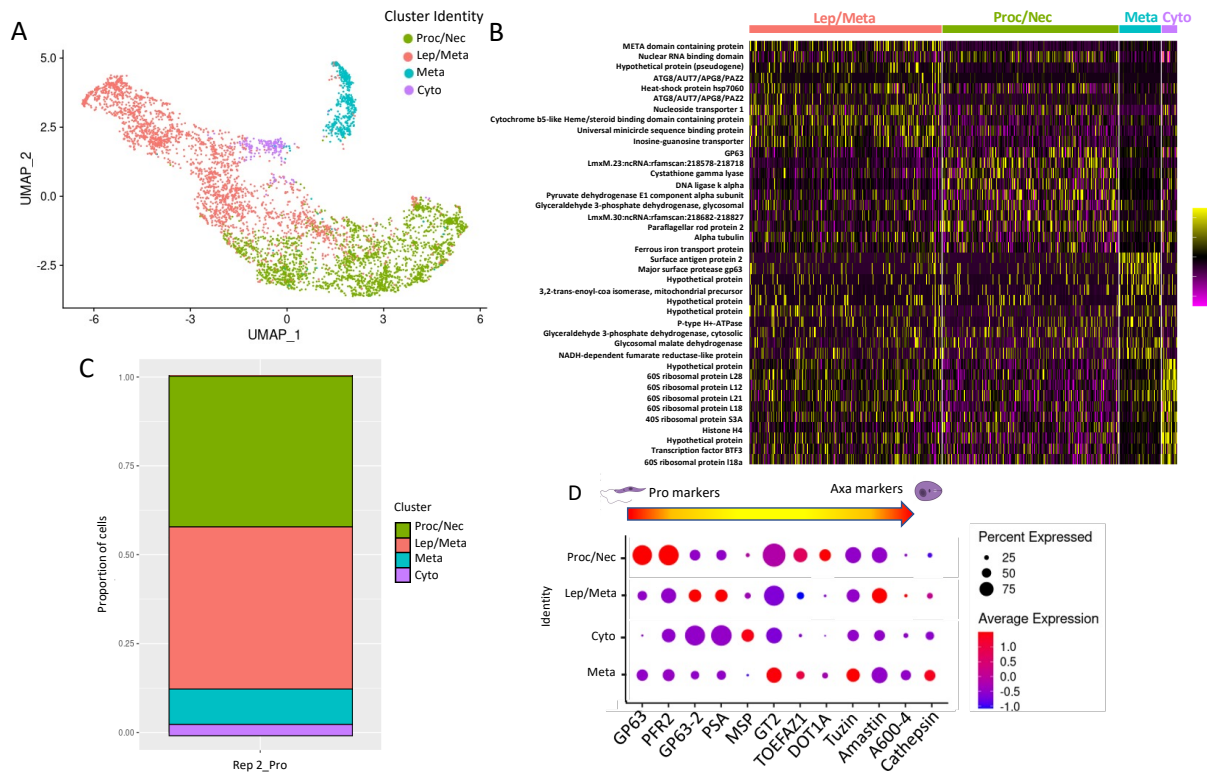 A
Cluster Identity
Proc/Nec
Lep/Meta
Meta
Cyto
UMAP_2
5.0
2.5
0.0
-2.5
-6
-3
0
3
6
UMAP_1
B
Lep/Meta
Proc/Nec
Meta
Cyto
META domain containing protein
Nuclear RNA binding domain
Hypothetical protein (pseudogene)
ATG8/AUT7/APG8/PAZ2
Heat-shock protein hsp7060
ATG8/AUT7/APG8/PAZ2
Nucleoside transporter 1
Cytochrome b5-like Heme/steroid binding domain containing protein
Universal minicircle sequence binding protein
Inosine-guanosine transporter
GP63
LmxM.23:ncRNA:rfamscan:218578-218718
Cystathione gamma lyase
DNA ligase k alpha
Pyruvate dehydrogenase E1 component alpha subunit
Glyceraldehyde 3-phosphate dehydrogenase, glycosomal
LmxM.30:ncRNA:rfamscan:218682-218827
Paraflagellar rod protein 2
Alpha tubulin
Ferrous iron transport protein
Surface antigen protein 2
Major surface protease gp63
Hypothetical protein
3,2-trans-enoyl-coa isomerase, mitochondrial precursor
Hypothetical protein
Hypothetical protein
P-type H+-ATPase
Glyceraldehyde 3-phosphate dehydrogenase, cytosolic
Glycosomal malate dehydrogenase
NADH-dependent fumarate reductase-like protein
Hypothetical protein
60S ribosomal protein L28
60S ribosomal protein L12
60S ribosomal protein L21
60S ribosomal protein L18
40S ribosomal protein S3A
Histone H4
Hypothetical protein
Transcription factor BTF3
60S ribosomal protein l18a
C
Proportion of cells
1.00
0.75
0.50
0.25
0.00
Rep 2_Pro
Cluster
Proc/Nec
Lep/Meta
Meta
Cyto
D
Pro markers
Axa markers
Identity
Proc/Nec
Lep/Meta
Cyto
Meta
GP63
PFR2
GP63-2
PSA
MSP
GT2
TOEFAZ1
DOT1A
Tuzin
Amastin
A600-4
Cathepsin
Percent Expressed
25
50
75
Average Expression
1.0
0.5
0.0
-0.5
-1.0